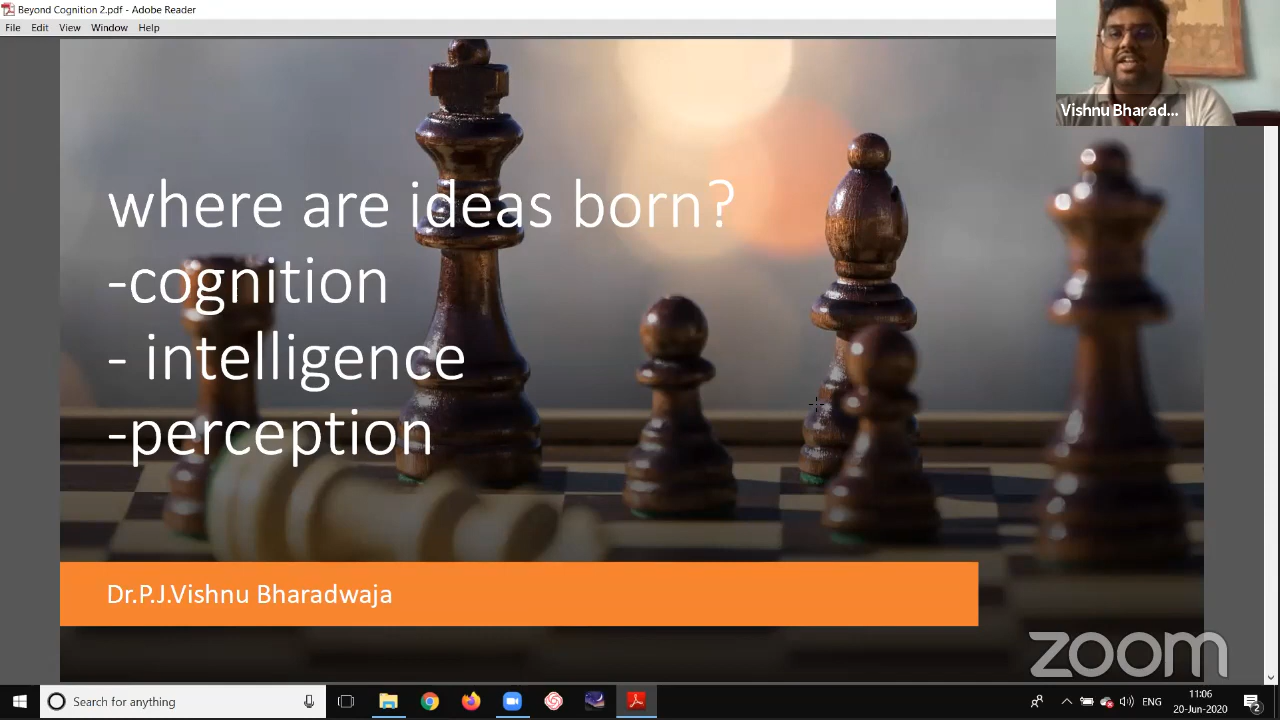 Beyond Cognition 2.pdf - Adobe Reader
File Edit View Window Help
Vishnu Bharad...
where are ideas born?
-cognition
- intelligence
-perception
Dr.P.J.Vishnu Bharadwaja
zoom
Search for anything
ENG
11:06
20-Jun-2020
2